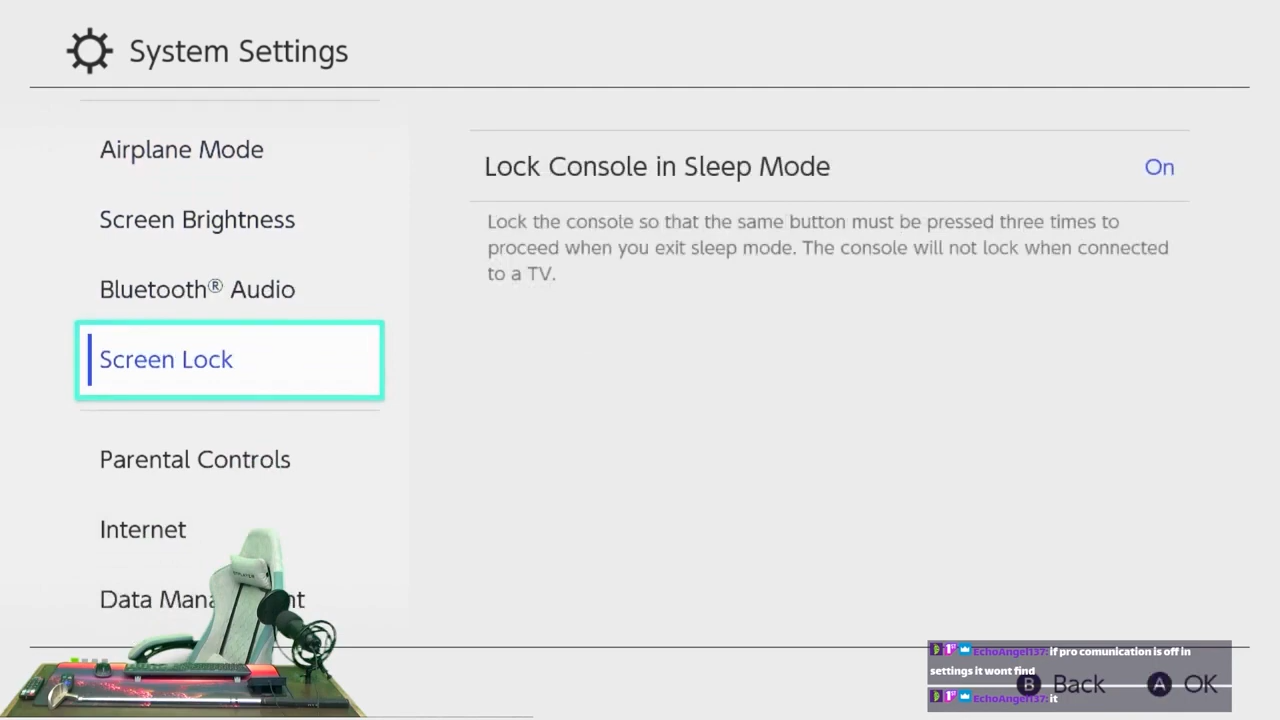 System Settings
Airplane Mode
Screen Brightness
Bluetooth® Audio
Screen Lock
Parental Controls
Internet
Data Mana nt
Lock Console in Sleep Mode On
Lock the console so that the same button must be pressed three times to
proceed when you exit sleep mode. The console will not lock when connected
to a TV.
EchoAngel137: if pro comunication is off in
settings it wont find
EchoAngel137: it
B Back A OK